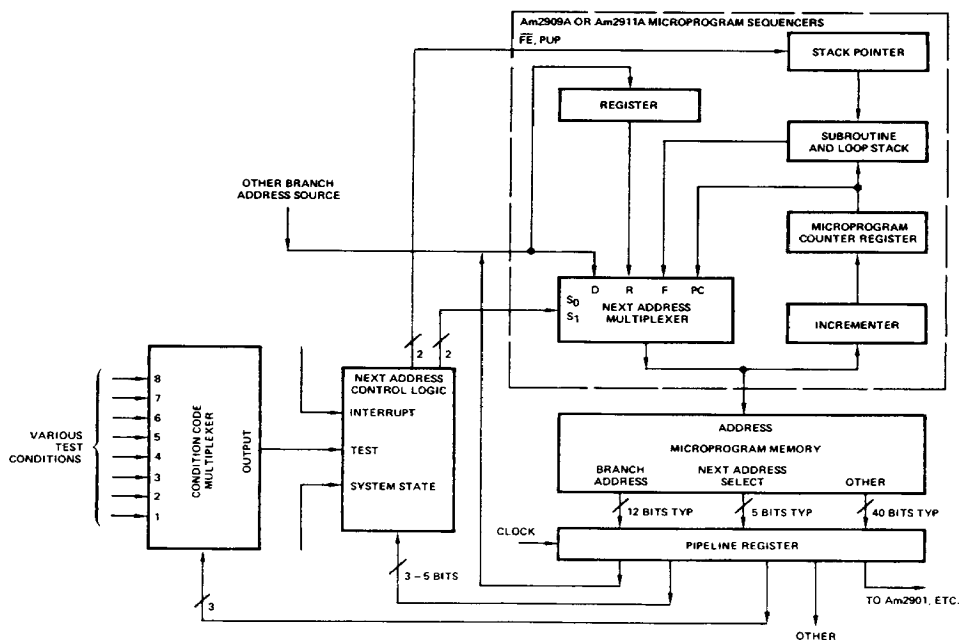 Am2909A OR Am2911A MICROPROGRAM SEQUENCERS
FE, PUP
STACK POINTER
REGISTER
SUBROUTINE
AND LOOP STACK
OTHER BRANCH
ADDRESS SOURCE
MICROPROGRAM
COUNTER REGISTER
D R F PC
S0
S1
NEXT ADDRESS
MULTIPLEXER
INCREMENTER
2 2
VARIOUS
TEST
CONDITIONS
8
7
6
5
4
3
2
1
CONDITION CODE
MULTIPLEXER
OUTPUT
NEXT ADDRESS
CONTROL LOGIC
INTERRUPT
TEST
SYSTEM STATE
ADDRESS
MICROPROGRAM MEMORY
BRANCH
ADDRESS
NEXT ADDRESS
SELECT
OTHER
12 BITS TYP
5 BITS TYP
40 BITS TYP
CLOCK
PIPELINE REGISTER
3 – 5 BITS
3
TO Am2901, ETC.
OTHER